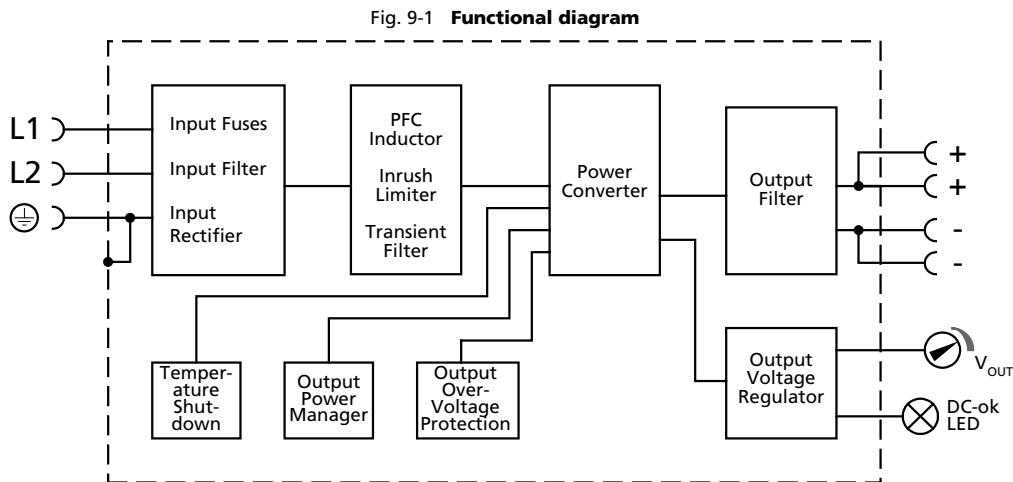 Fig. 9-1 Functional diagram
L1
L2
Input Fuses
Input Filter
Input
Rectifier
PFC
Inductor
Inrush
Limiter
Transient
Filter
Power
Converter
Output
Filter
+
+
-
-
Temper-
ature
Shut-
down
Output
Power
Manager
Output
Over-
Voltage
Protection
Output
Voltage
Regulator
VOUT
DC-ok
LED